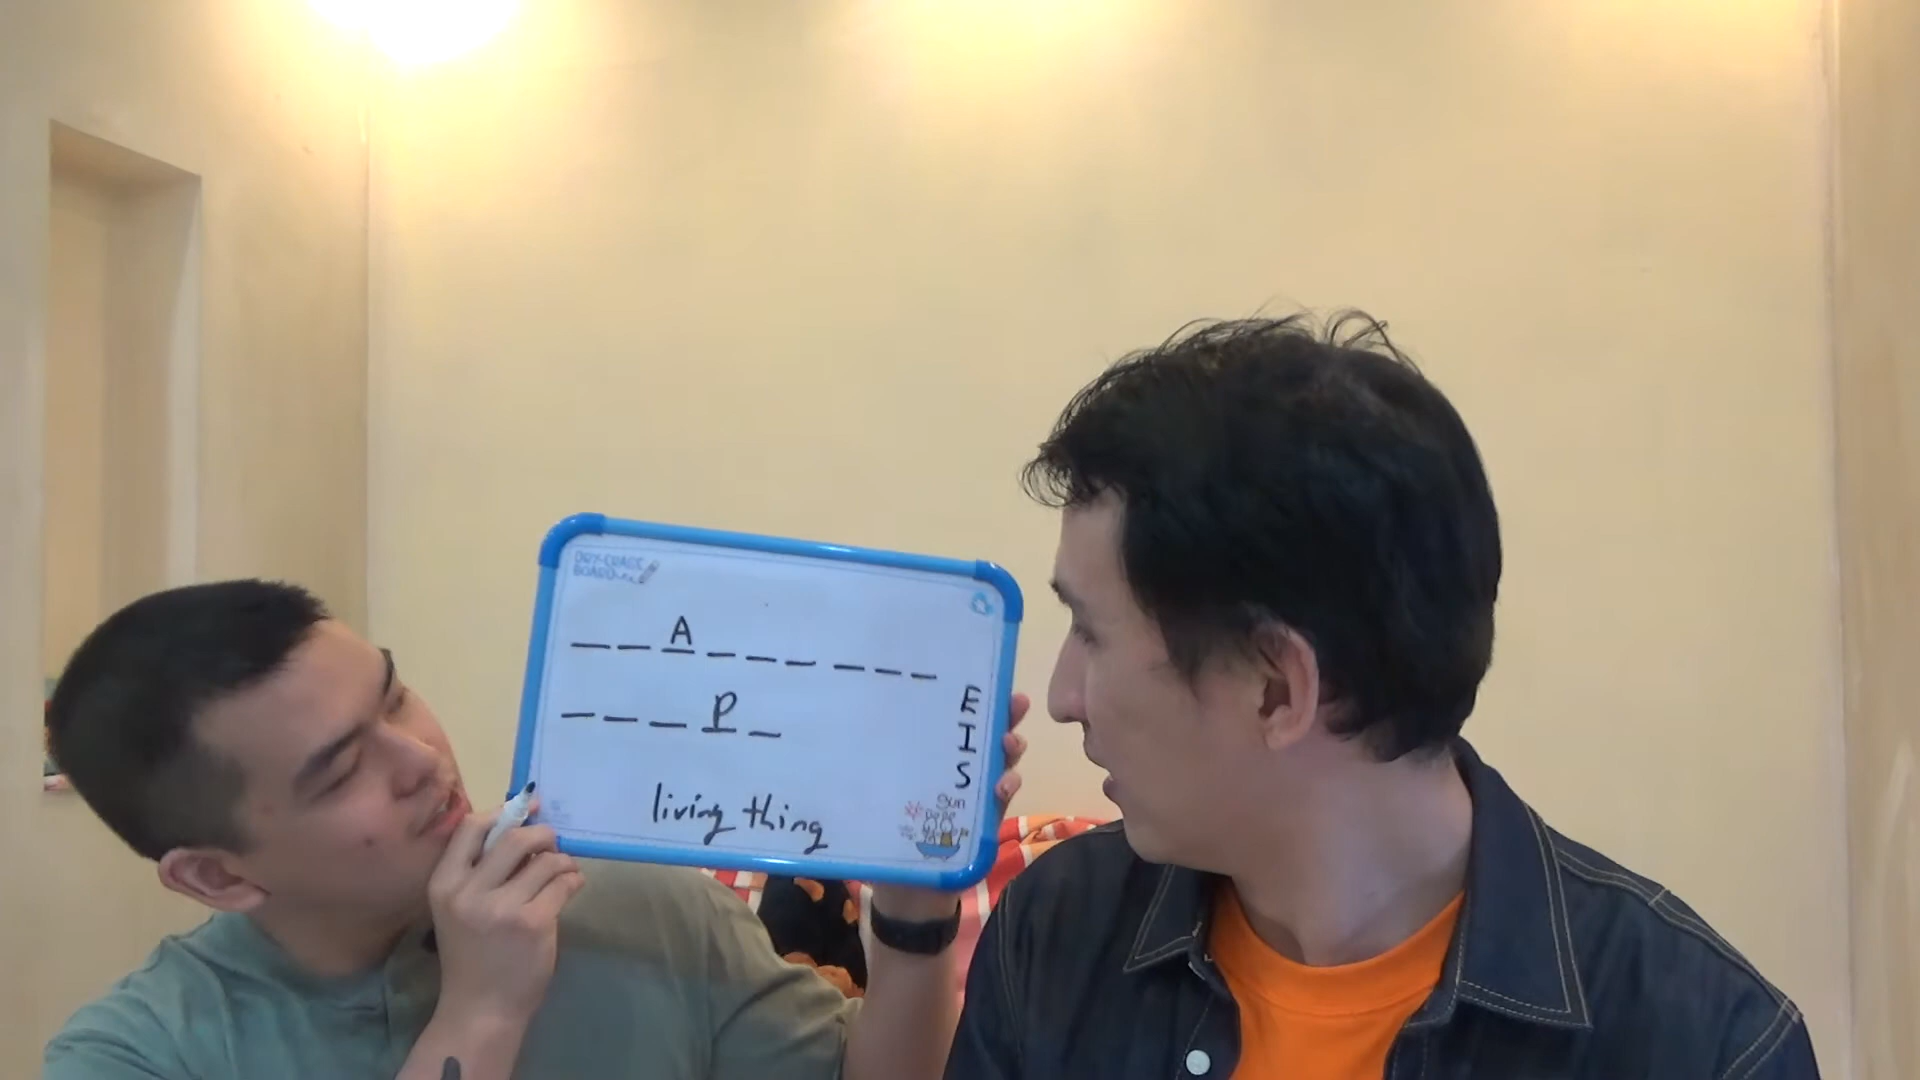 DRY-ERASE
BOARD
_ _ A _ _ _ _ _ _
_ _ _ P _
E
I
S
living thing
Sun